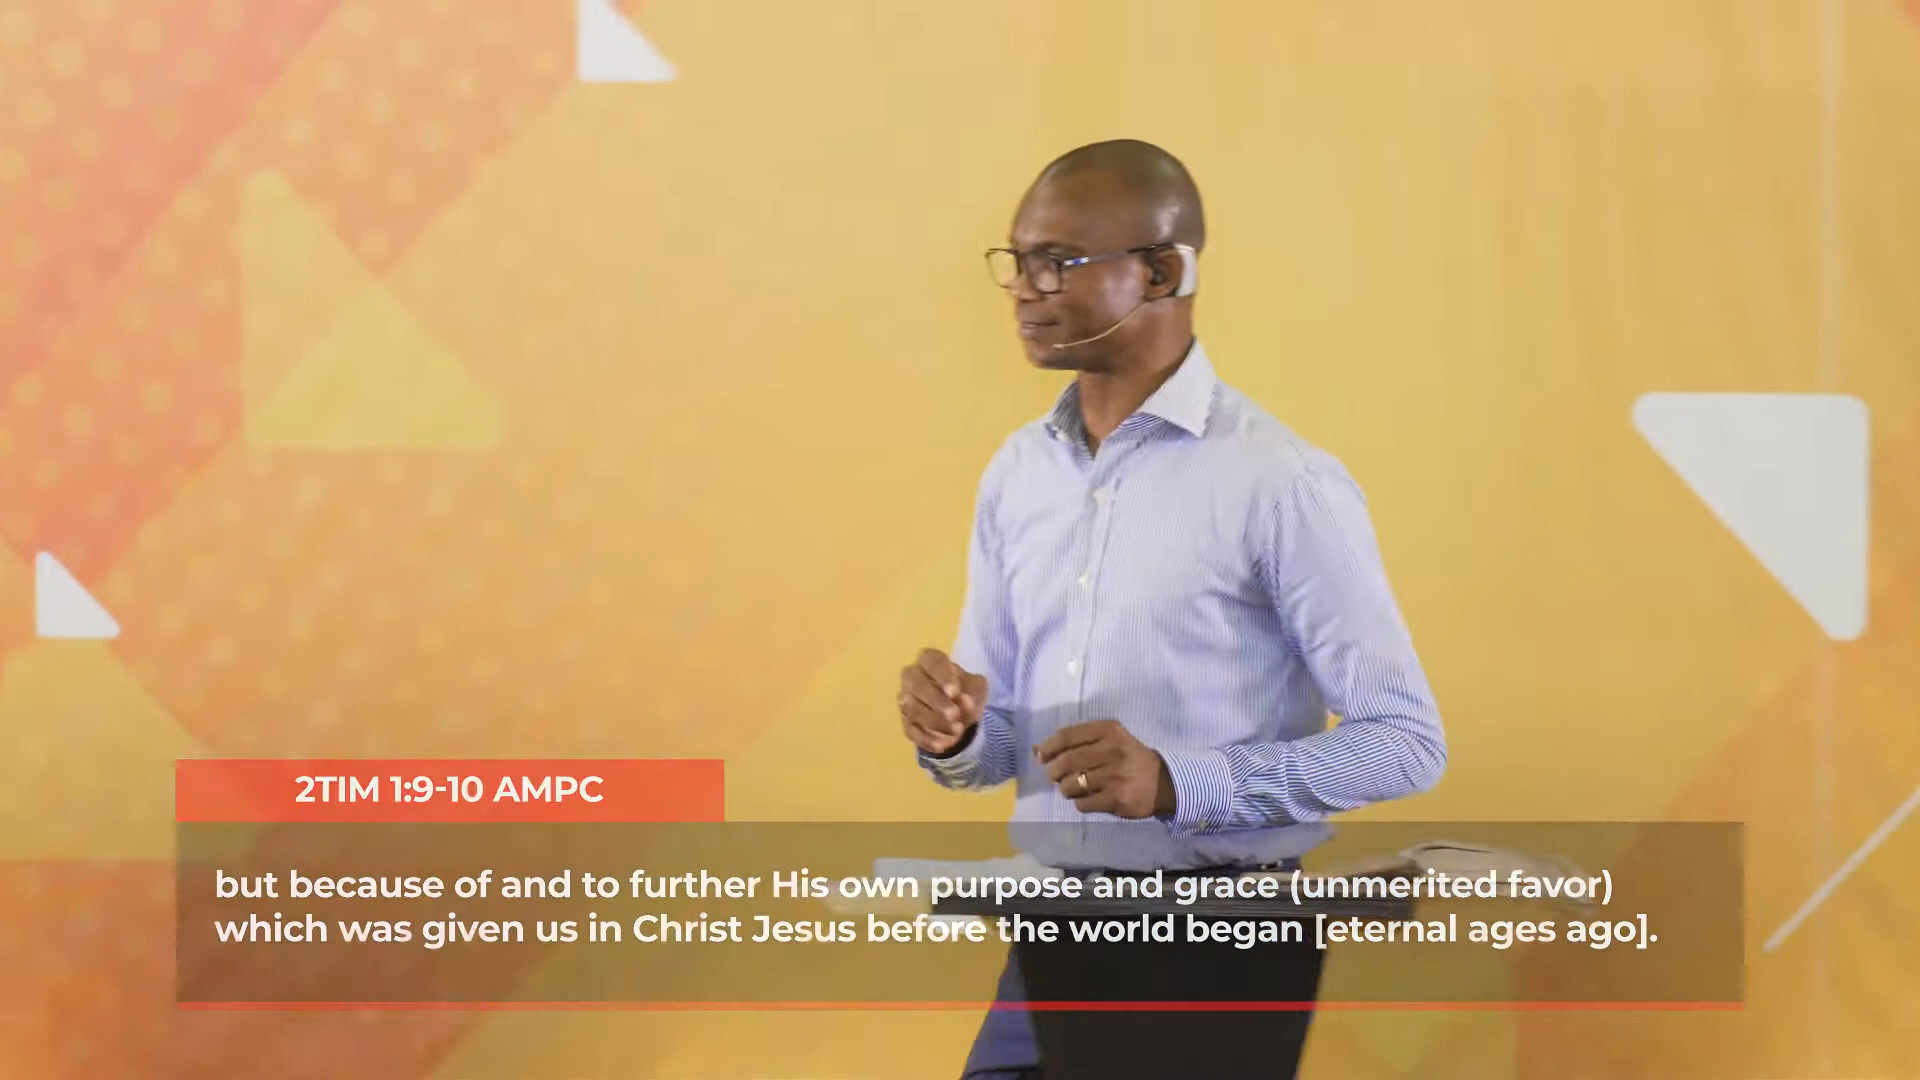 2TIM 1:9-10 AMPC
but because of and to further His own purpose and grace (unmerited favor)
which was given us in Christ Jesus before the world began [eternal ages ago].